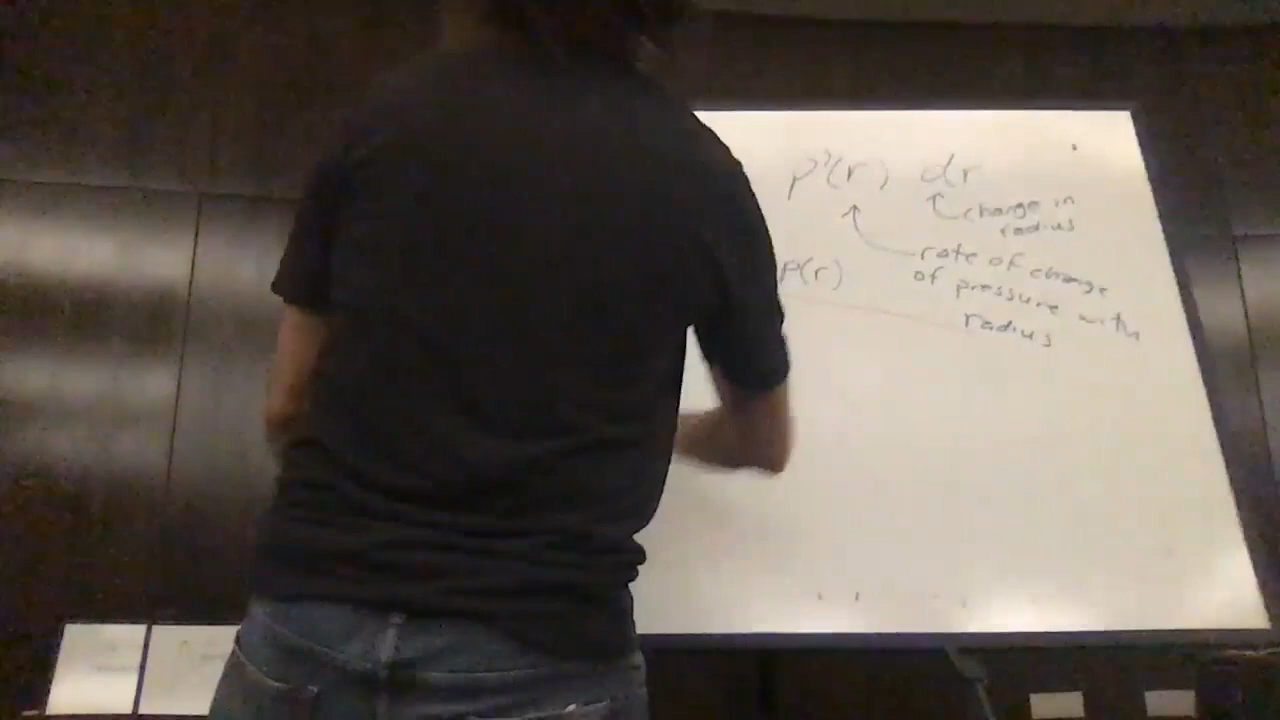 p'(r) dr
change in
radius
rate of change
of pressure with
radius
P(r)